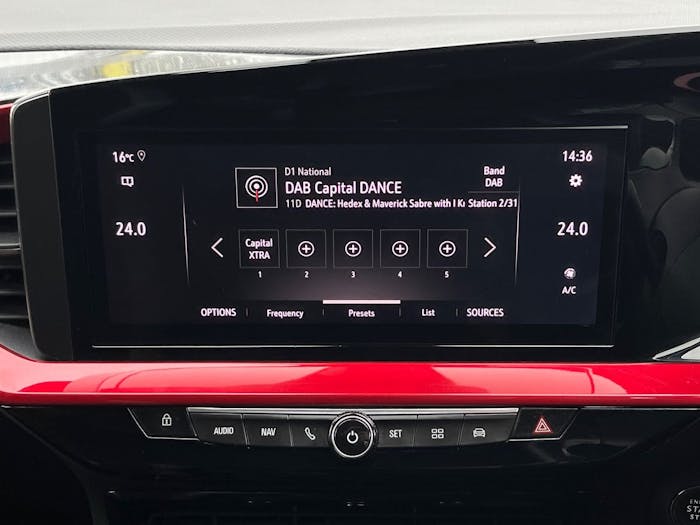 16°C
14:36
D1 National
Band
DAB Capital DANCE
DAB
11D DANCE: Hedex & Maverick Sabre with I
Station 2/31
24.0
24.0
Capital
XTRA
1 2 3 4 5
A/C
OPTIONS Frequency Presets List SOURCES
AUDIO NAV SET